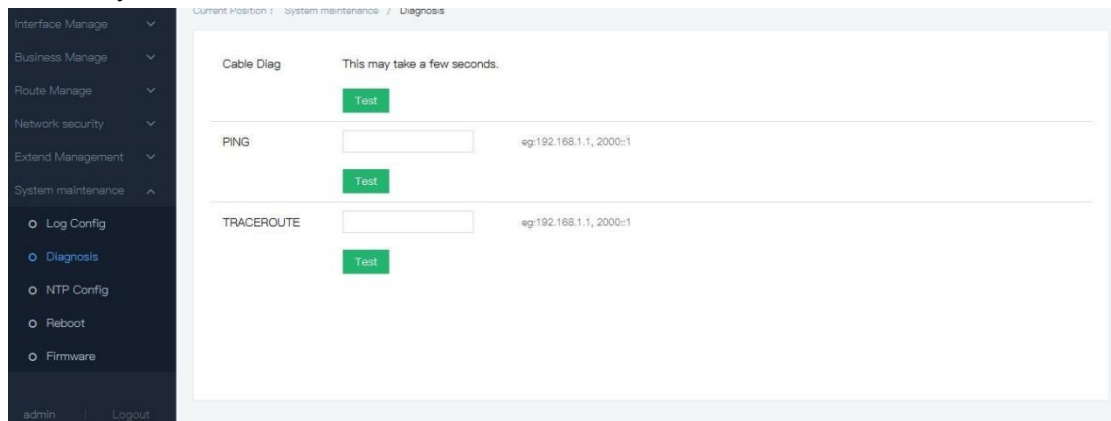 Current Position : System maintenance / Diagnosis
Interface Manage
Business Manage
Route Manage
Network security
Extend Management
System maintenance
Log Config
Diagnosis
NTP Config
Reboot
Firmware
admin | Logout
Cable Diag This may take a few seconds.
Test
PING eg:192.168.1.1, 2000::1
Test
TRACEROUTE eg:192.168.1.1, 2000::1
Test